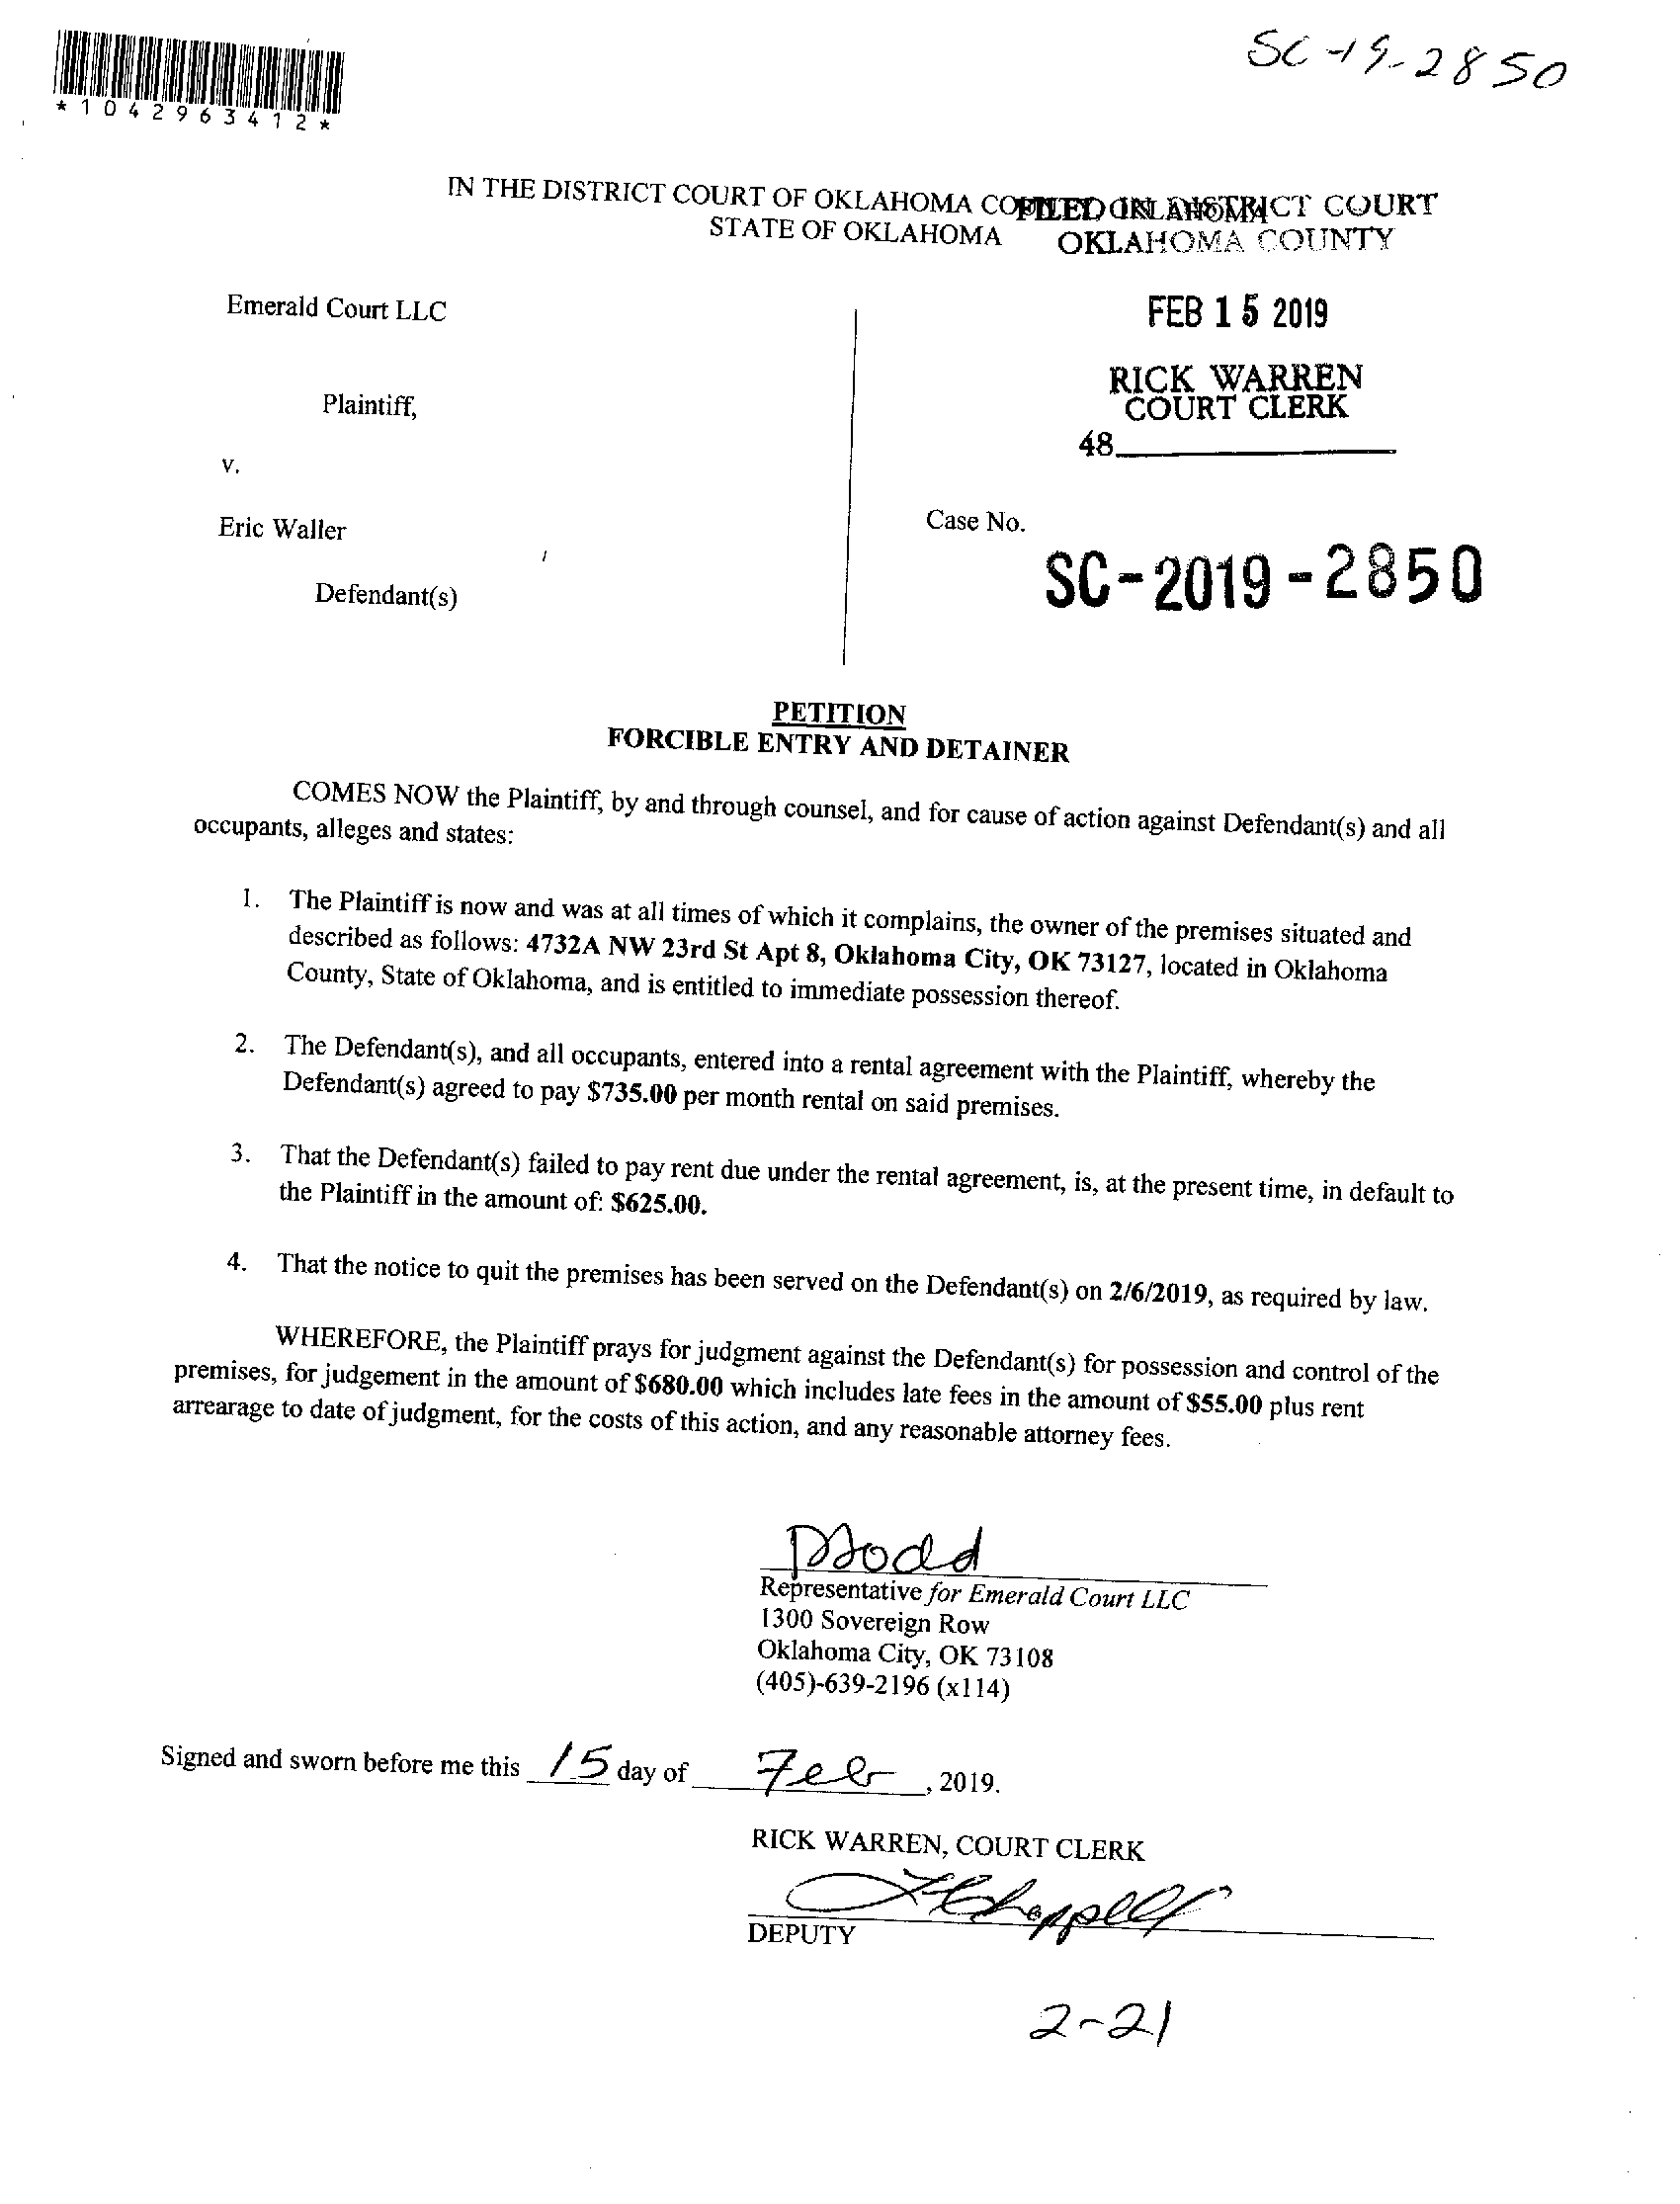 SC-19-2850
*1042963412*
IN THE DISTRICT COURT OF OKLAHOMA COUNTY, OKLAHOMA
STATE OF OKLAHOMA
FILED IN DISTRICT COURT
OKLAHOMA COUNTY
Emerald Court LLC
FEB 15 2019
Plaintiff,
RICK WARREN
COURT CLERK
48
v.
Eric Waller
Case No.
SC-2019-2850
Defendant(s)
PETITION
FORCIBLE ENTRY AND DETAINER
COMES NOW the Plaintiff, by and through counsel, and for cause of action against Defendant(s) and all
occupants, alleges and states:
1. The Plaintiff is now and was at all times of which it complains, the owner of the premises situated and
described as follows: 4732A NW 23rd St Apt 8, Oklahoma City, OK 73127, located in Oklahoma
County, State of Oklahoma, and is entitled to immediate possession thereof.
2. The Defendant(s), and all occupants, entered into a rental agreement with the Plaintiff, whereby the
Defendant(s) agreed to pay $735.00 per month rental on said premises.
3. That the Defendant(s) failed to pay rent due under the rental agreement, is, at the present time, in default to
the Plaintiff in the amount of: $625.00.
4. That the notice to quit the premises has been served on the Defendant(s) on 2/6/2019, as required by law.
WHEREFORE, the Plaintiff prays for judgment against the Defendant(s) for possession and control of the
premises, for judgement in the amount of $680.00 which includes late fees in the amount of $55.00 plus rent
arrearage to date of judgment, for the costs of this action, and any reasonable attorney fees.
Representative for Emerald Court LLC
1300 Sovereign Row
Oklahoma City, OK 73108
(405)-639-2196 (x114)
Signed and sworn before me this 15 day of Feb, 2019.
RICK WARREN, COURT CLERK
DEPUTY
2-21